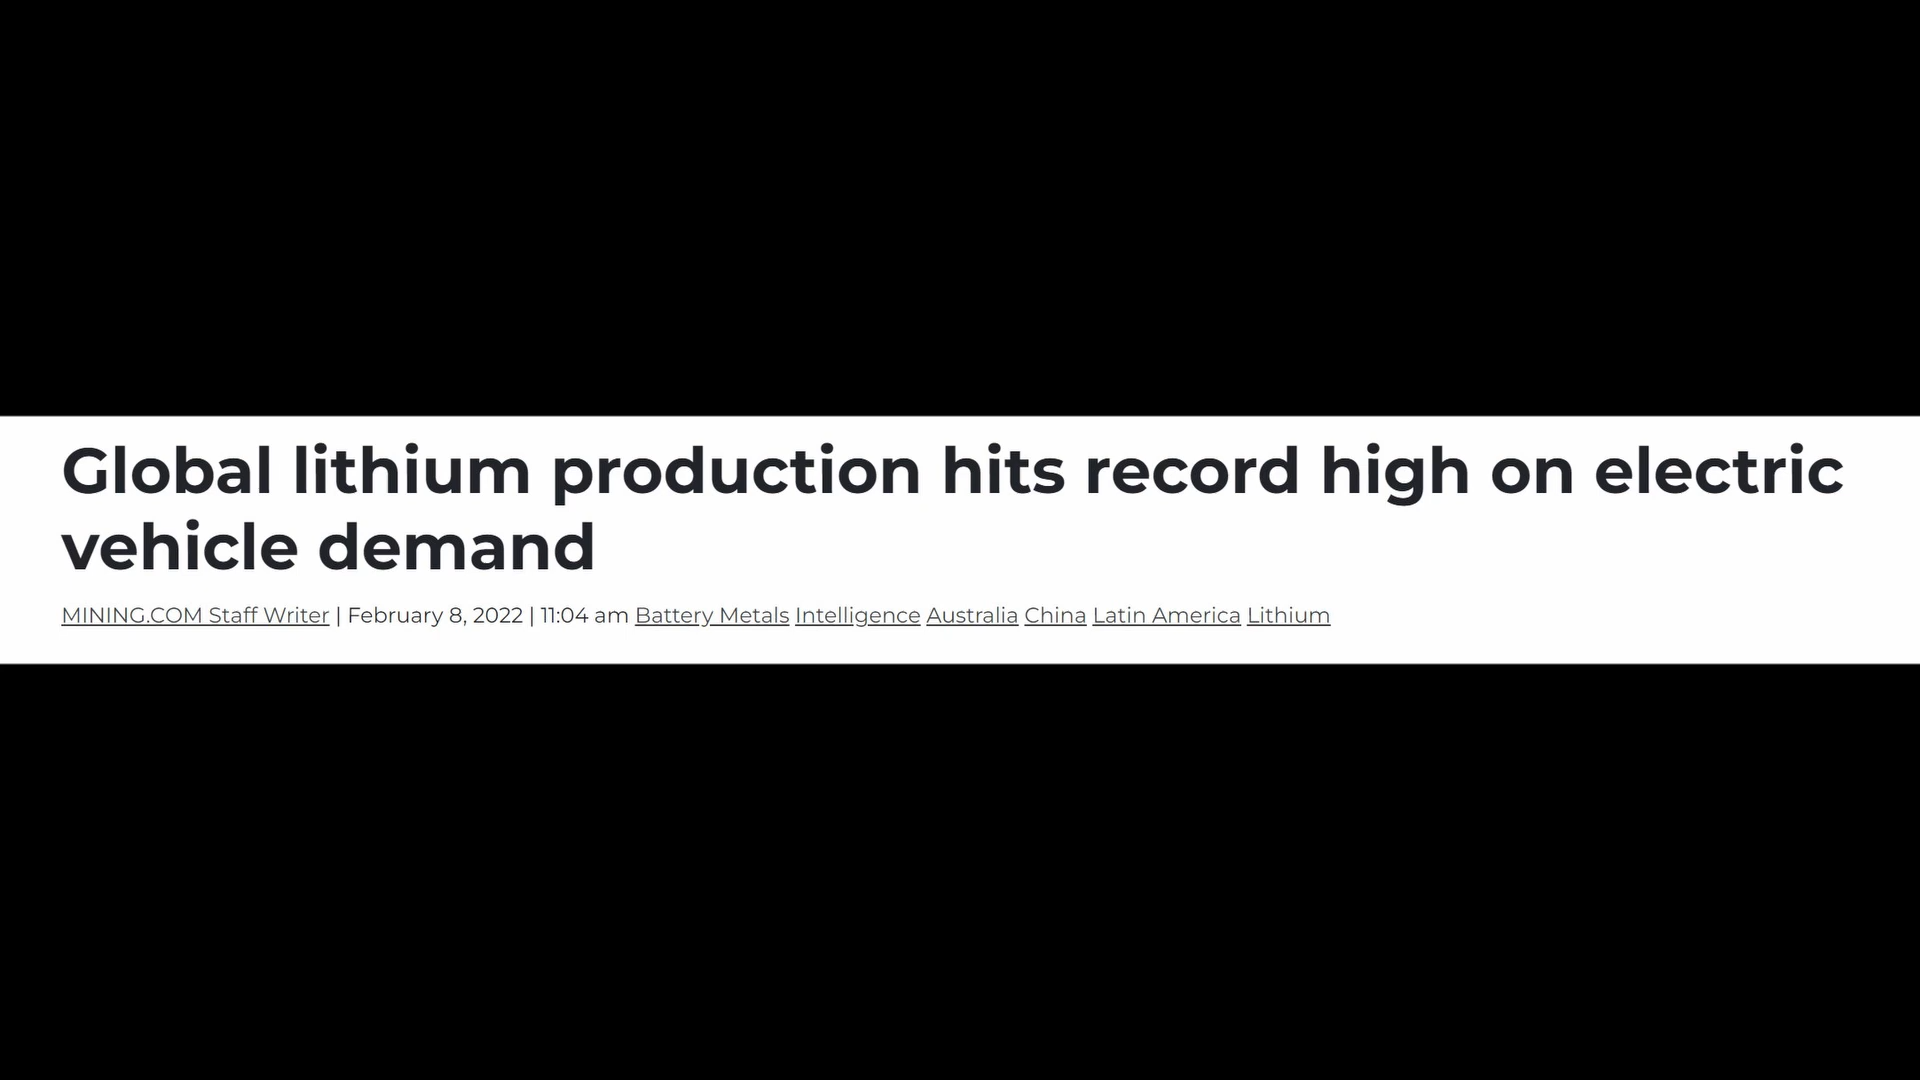 Global lithium production hits record high on electric
vehicle demand
MINING.COM Staff Writer | February 8, 2022 | 11:04 am Battery Metals Intelligence Australia China Latin America Lithium